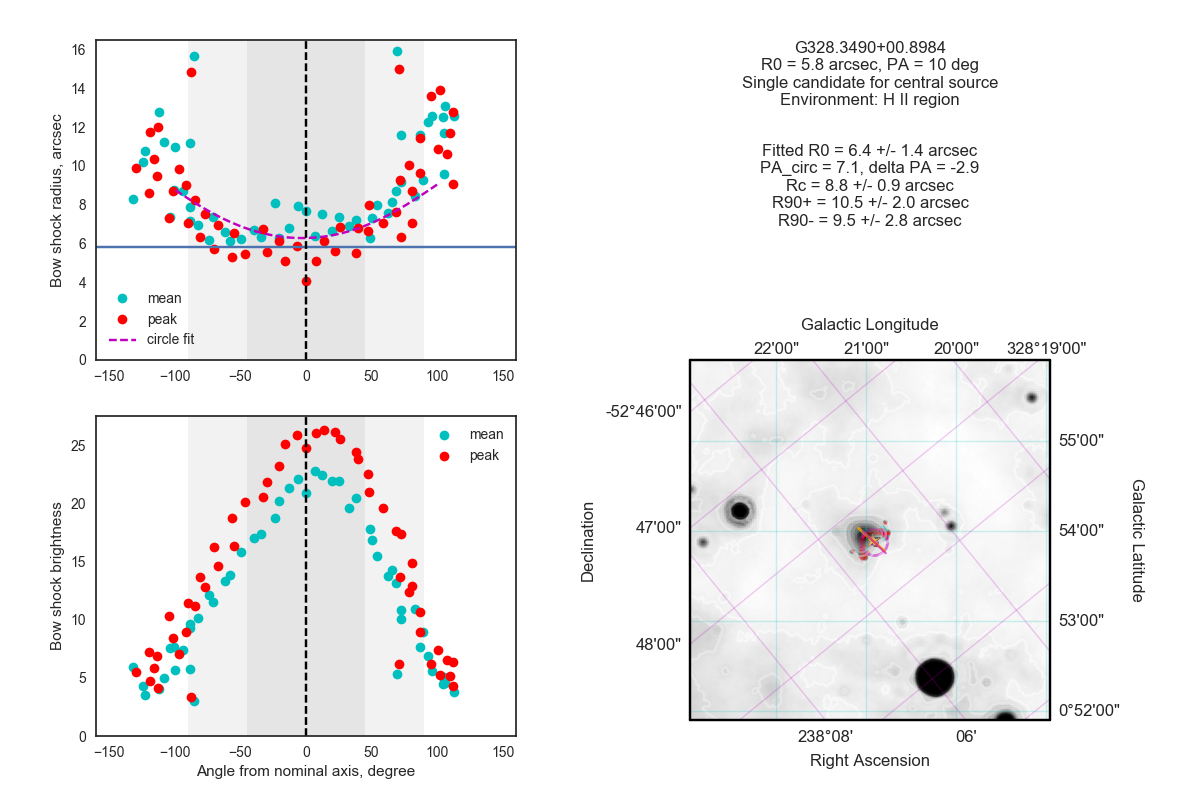 G328.3490+00.8984
R0 = 5.8 arcsec, PA = 10 deg
Single candidate for central source
Environment: H II region
Fitted R0 = 6.4 +/- 1.4 arcsec
PA_circ = 7.1, delta PA = -2.9
Rc = 8.8 +/- 0.9 arcsec
R90+ = 10.5 +/- 2.0 arcsec
R90- = 9.5 +/- 2.8 arcsec
Bow shock radius, arcsec
16
14
12
10
8
6
4
2
0
mean
peak
circle fit
−150 −100 −50 0 50 100 150
Bow shock brightness
25
20
15
10
5
0
mean
peak
−150 −100 −50 0 50 100 150
Angle from nominal axis, degree
Galactic Longitude
22'00" 21'00" 20'00" 328°19'00"
-52°46'00"
47'00"
48'00"
Declination
55'00"
54'00"
53'00"
0°52'00"
Galactic Latitude
238°08' 06'
Right Ascension